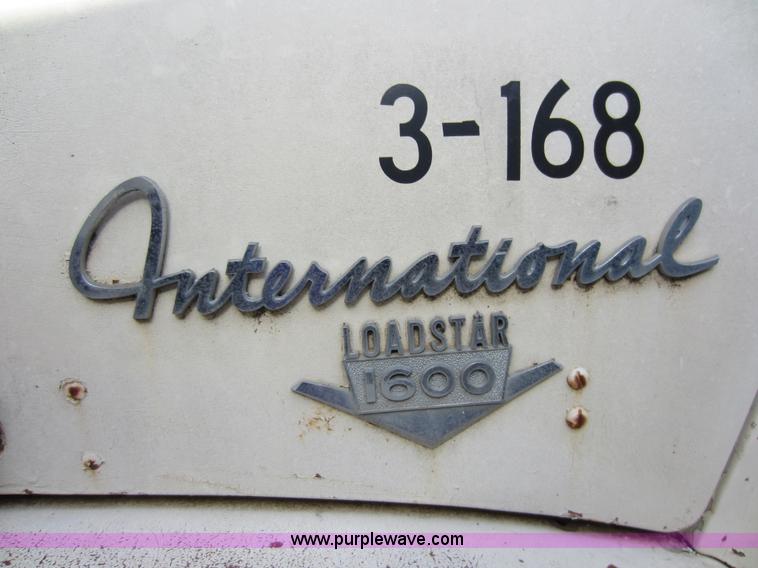 3-168
International
LOADSTAR
1600
www.purplewave.com